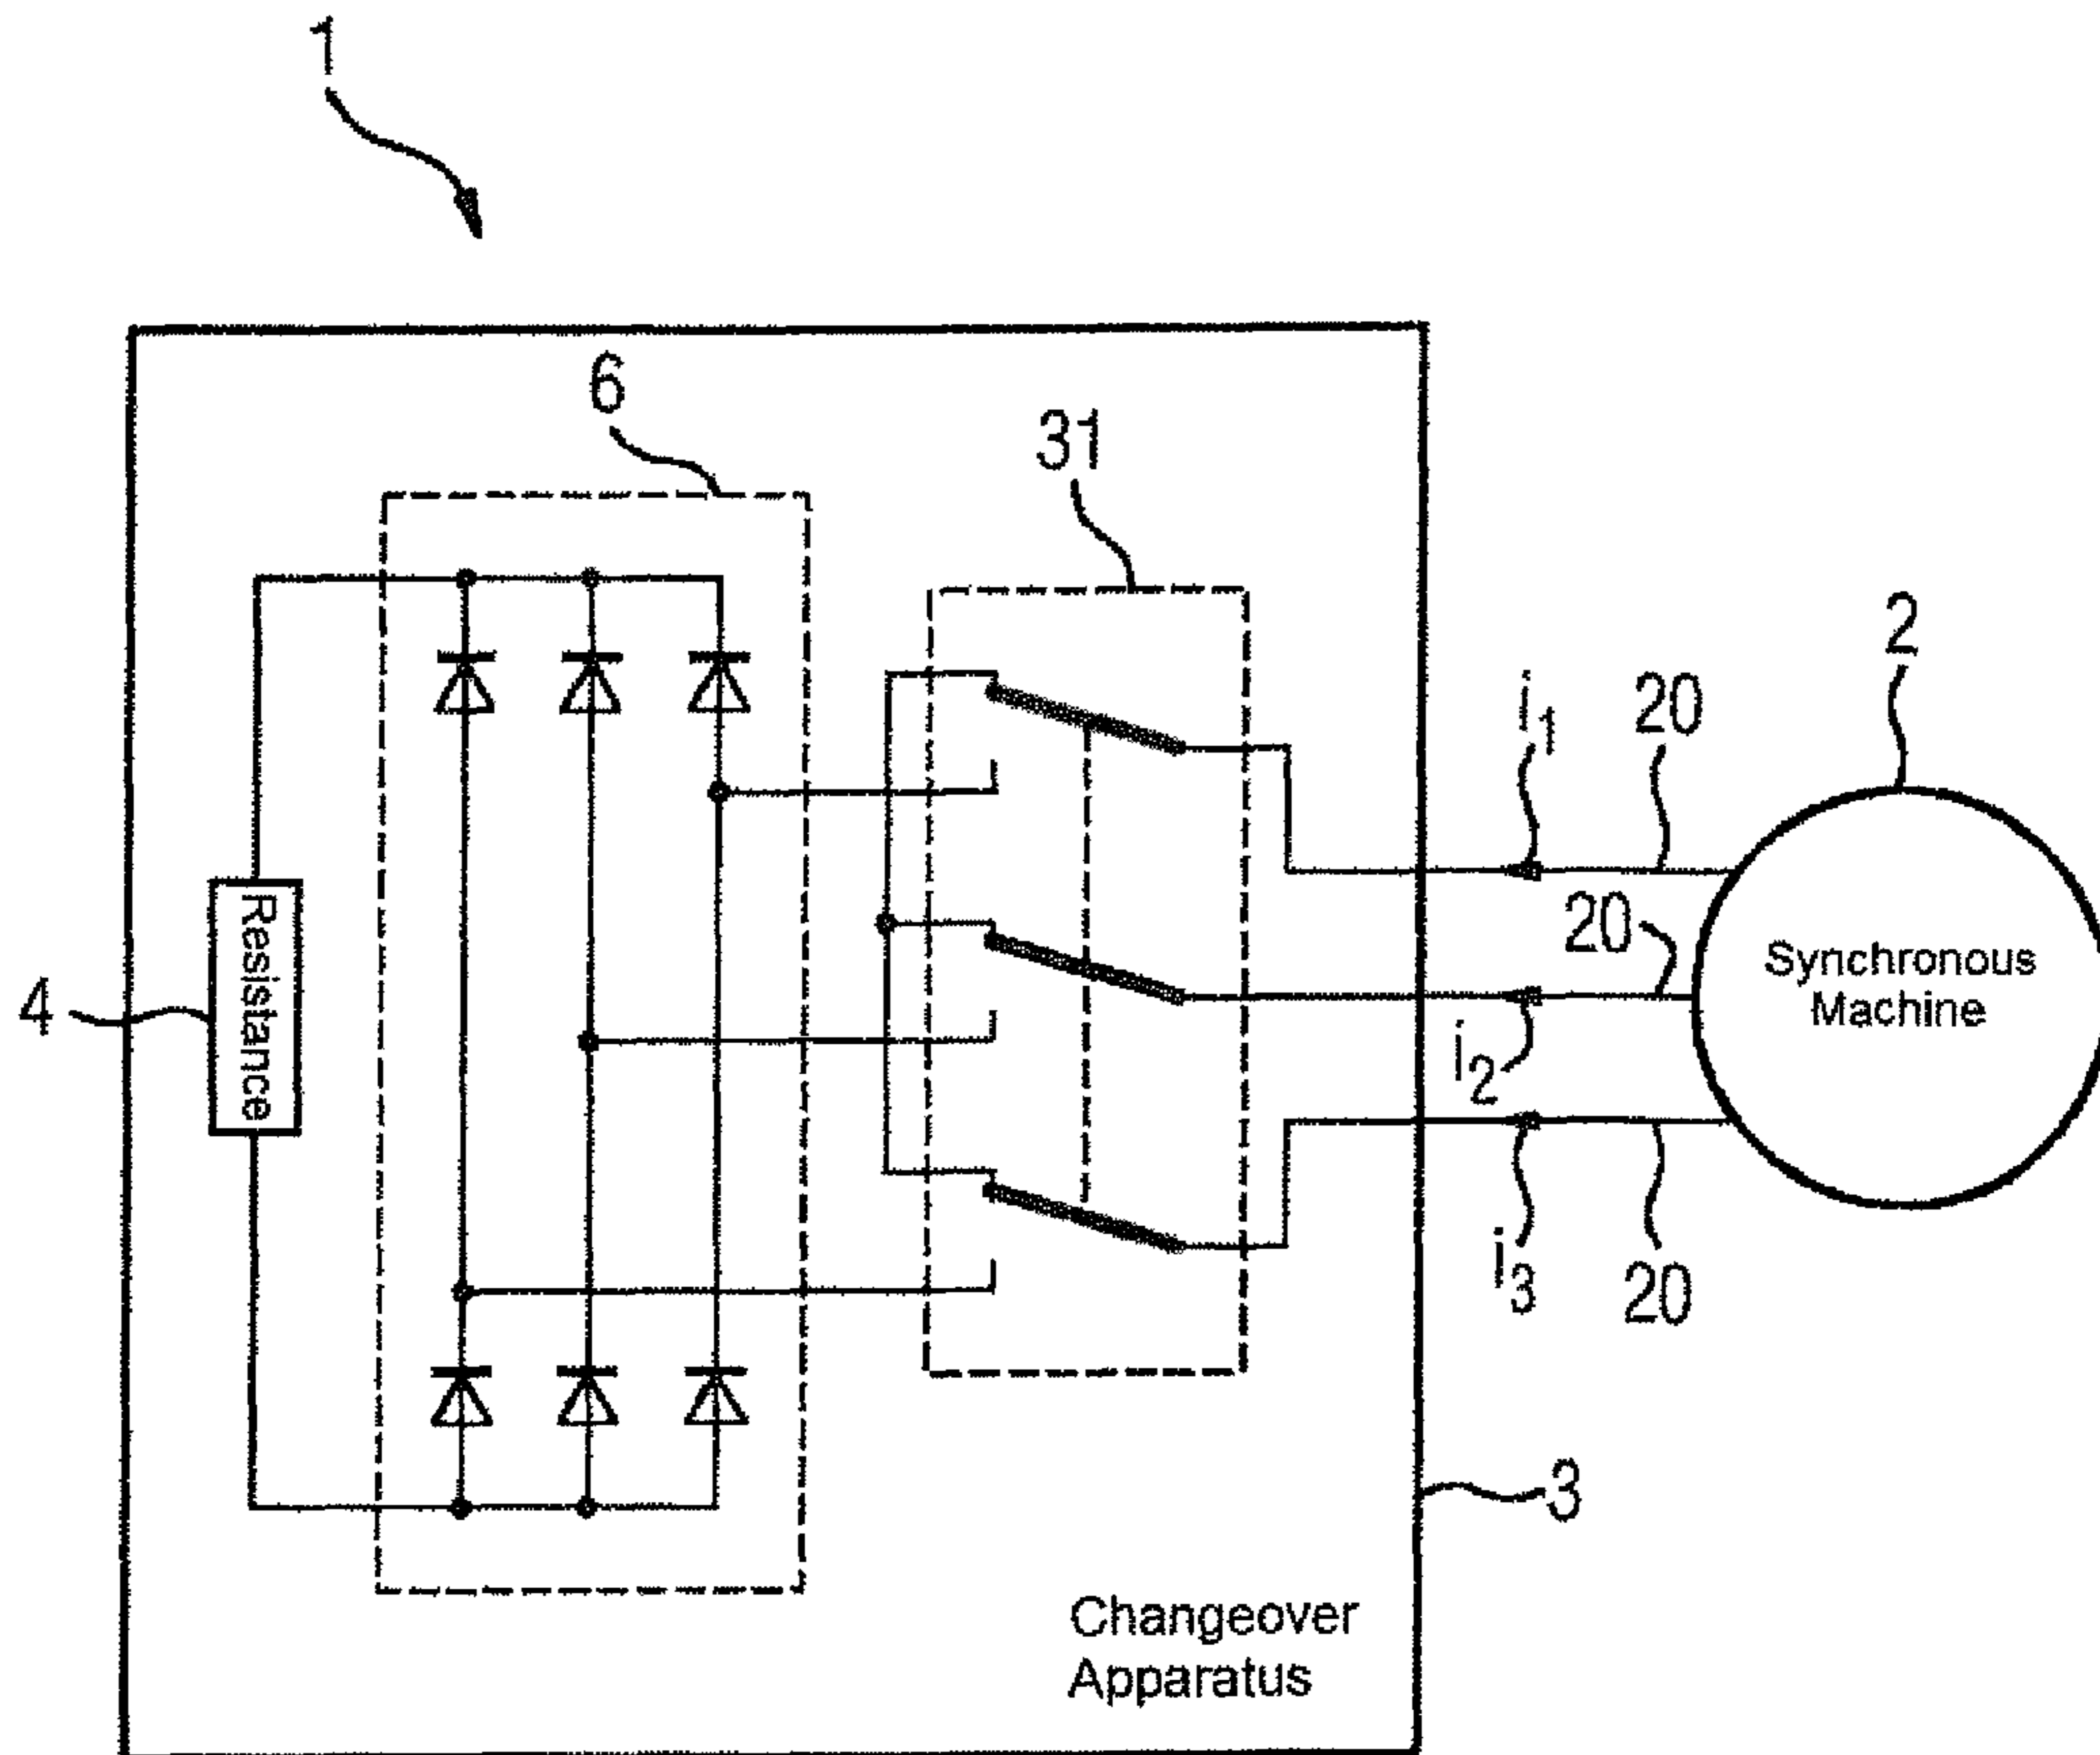 1
6
31
2
i1
20
20
Resistance
Synchronous
Machine
4
i2
i3
20
3
Changeover
Apparatus